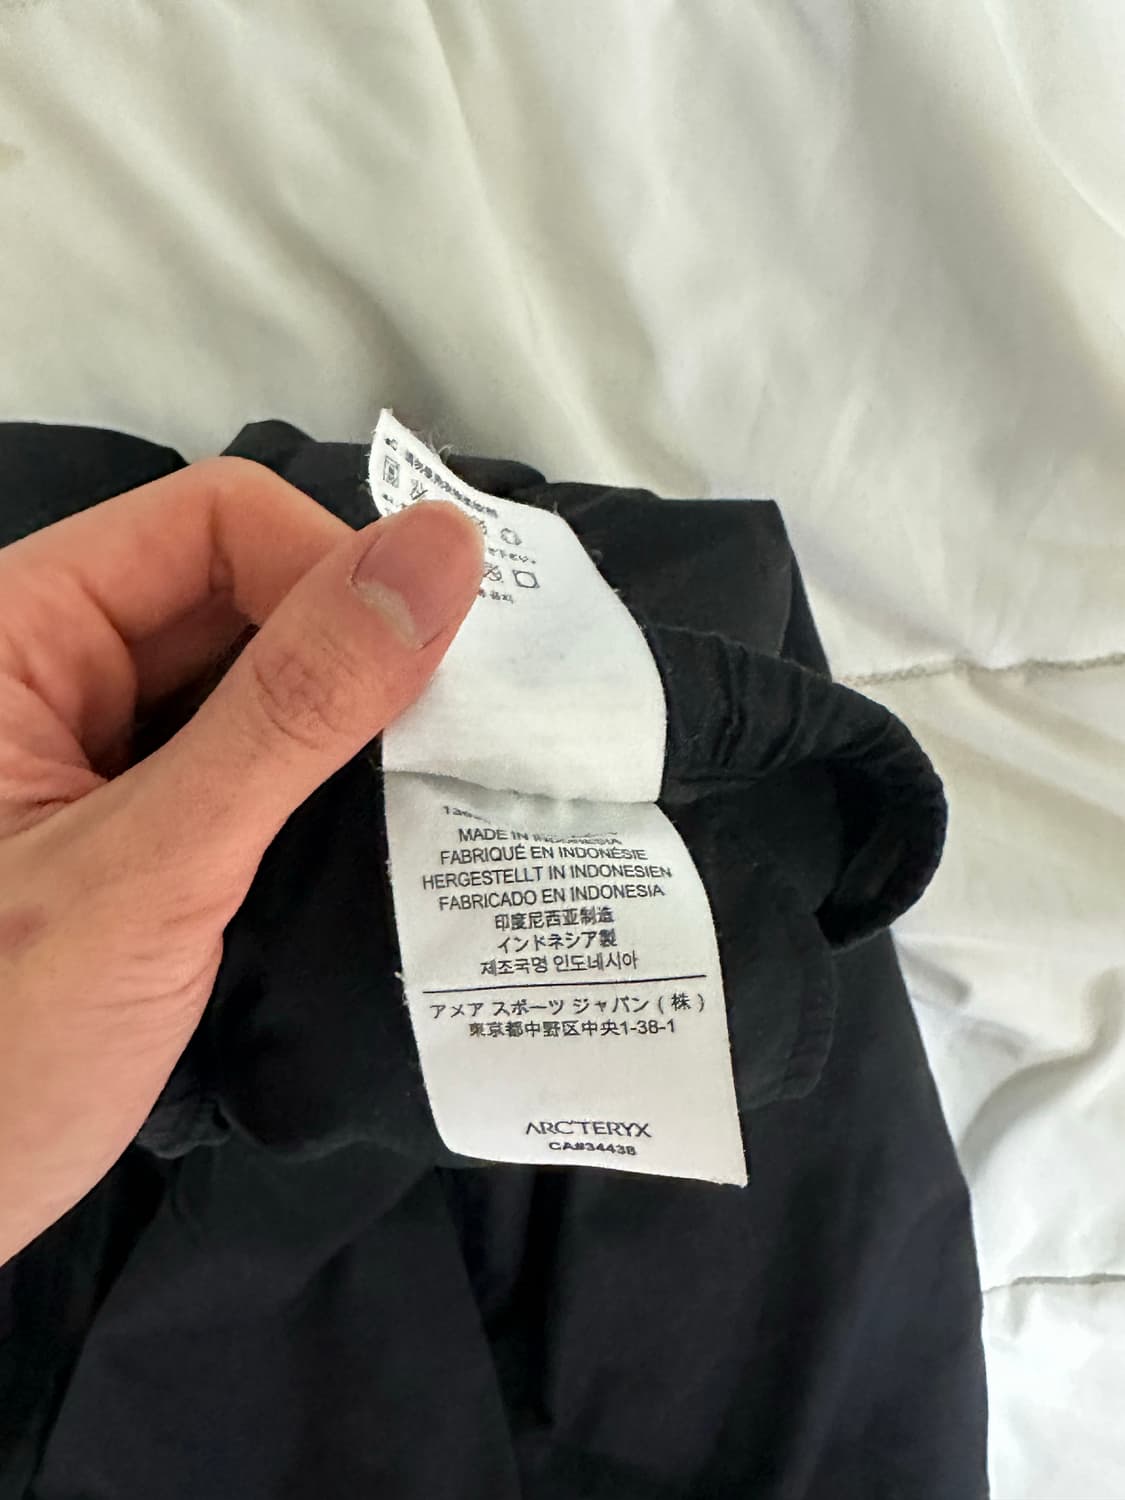 MADE IN INDONESIA
FABRIQUÉ EN INDONÉSIE
HERGESTELLT IN INDONESIEN
FABRICADO EN INDONESIA
印度尼西亚制造
インドネシア製
제조국명 인도네시아
アメア スポーツ ジャパン ( 株 )
東京都中野区中央1-38-1
ARC'TERYX
CA#34438